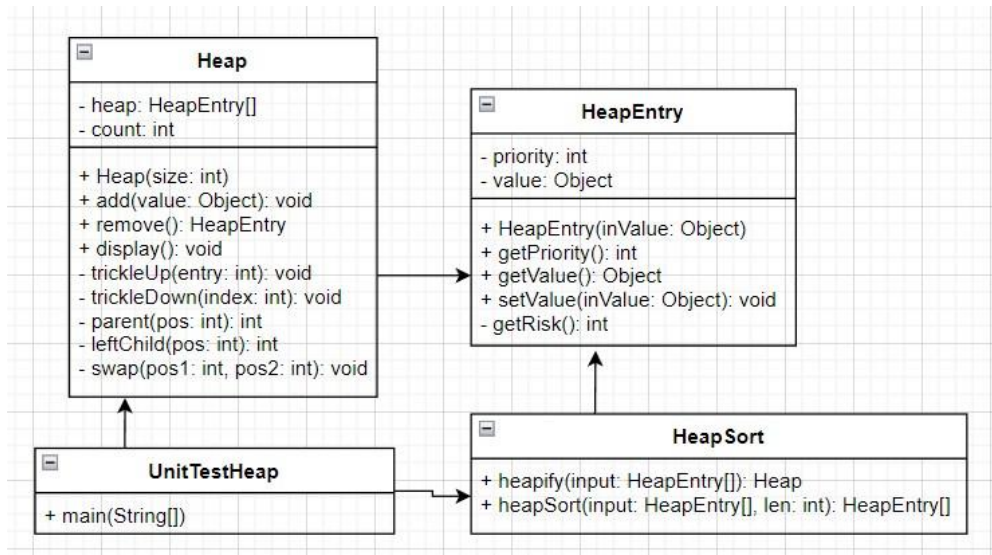 Heap
- heap: HeapEntry[]
- count: int
+ Heap(size: int)
+ add(value: Object): void
+ remove(): HeapEntry
+ display(): void
- trickleUp(entry: int): void
- trickleDown(index: int): void
- parent(pos: int): int
- leftChild(pos: int): int
- swap(pos1: int, pos2: int): void
HeapEntry
- priority: int
- value: Object
+ HeapEntry(inValue: Object)
+ getPriority(): int
+ getValue(): Object
+ setValue(inValue: Object): void
- getRisk(): int
UnitTestHeap
+ main(String[])
HeapSort
+ heapify(input: HeapEntry[]): Heap
+ heapSort(input: HeapEntry[], len: int): HeapEntry[]